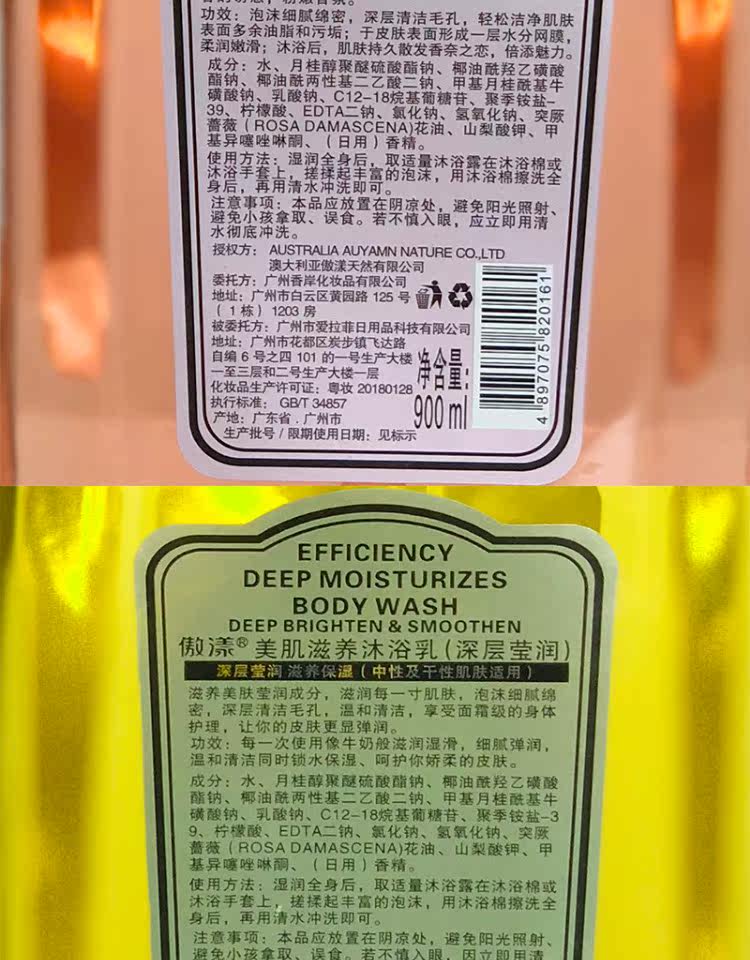 功效：泡沫细腻绵密，深层清洁毛孔，轻松洁净肌肤
表面多余油脂和污垢；于皮肤表面形成一层水分网膜，
柔润嫩滑；沐浴后，肌肤持久散发香奈之恋，倍添魅力。
成分：水、月桂醇聚醚硫酸酯钠、椰油酰羟乙磺酸
酯钠、椰油酰两性基二乙酸二钠、甲基月桂酰基牛
磺酸钠、乳酸钠、C12-18烷基葡糖苷、聚季铵盐-
39、柠檬酸、EDTA二钠、氯化钠、氢氧化钠、突厥
蔷薇（ROSA DAMASCENA)花油、山梨酸钾、甲
基异噻唑啉酮、（日用）香精。
使用方法：湿润全身后，取适量沐浴露在沐浴棉或
沐浴手套上，搓揉起丰富的泡沫，用沐浴棉擦洗全
身后，再用清水冲洗即可。
注意事项：本品应放置在阴凉处，避免阳光照射、
避免小孩拿取、误食。若不慎入眼，应立即用清
水彻底冲洗。
授权方： AUSTRALIA AUYAMN NATURE CO.,LTD
澳大利亚傲漾天然有限公司
委托方：广州香岸化妆品有限公司
地址：广州市白云区黄园路 125 号
（1 栋）1203 房
被委托方：广州市爱拉菲日用品科技有限公司
地址：广州市花都区炭步镇飞达路
自编 6 号之四 101 的一号生产大楼
一至三层和二号生产大楼一层
化妆品生产许可证：粤妆 20180128
执行标准： GB/T 34857
产地：广东省．广州市
生产批号 / 限期使用日期：见标示
净含量：
900 ml
4 897075 820161
EFFICIENCY
DEEP MOISTURIZES
BODY WASH
DEEP BRIGHTEN & SMOOTHEN
傲漾® 美肌滋养沐浴乳（深层莹润）
深层莹润 滋养保湿（中性及干性肌肤适用）
滋养美肤莹润成分，滋润每一寸肌肤，泡沫细腻绵
密，深层清洁毛孔，温和清洁，享受面霜级的身体
护理，让你的皮肤更显弹润。
功效：每一次使用像牛奶般滋润湿滑，细腻弹润，
温和清洁同时锁水保湿、呵护你娇柔的皮肤。
成分：水、月桂醇聚醚硫酸酯钠、椰油酰羟乙磺酸
酯钠、椰油酰两性基二乙酸二钠、甲基月桂酰基牛
磺酸钠、乳酸钠、C12-18烷基葡糖苷、聚季铵盐-3
9、柠檬酸、EDTA二钠、氯化钠、氢氧化钠、突厥
蔷薇（ROSA DAMASCENA)花油、山梨酸钾、甲
基异噻唑啉酮、（日用）香精。
使用方法：湿润全身后，取适量沐浴露在沐浴棉或
沐浴手套上，搓揉起丰富的泡沫，用沐浴棉擦洗全
身后，再用清水冲洗即可。
注意事项：本品应放置在阴凉处，避免阳光照射、
避免小孩拿取、误食。若不慎入眼，因立即用清